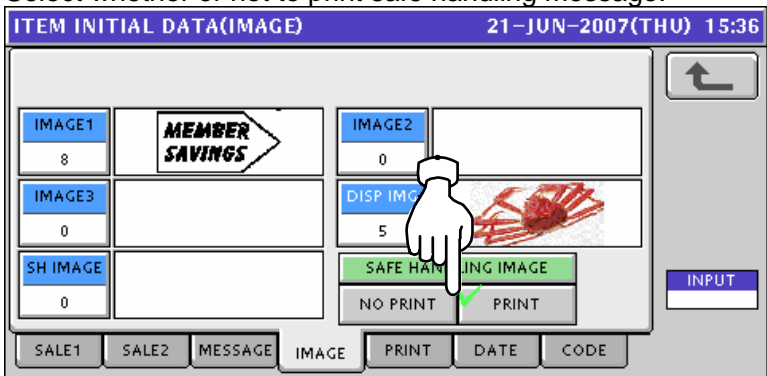 Select whether or not to print safe handling message.
ITEM INITIAL DATA(IMAGE) 21-JUN-2007(THU) 15:36
IMAGE1
8
MEMBER
SAVINGS
IMAGE2
0
IMAGE3
0
DISP IMG
5
SH IMAGE
0
SAFE HANDLING IMAGE
NO PRINT PRINT
INPUT
SALE1 SALE2 MESSAGE IMAGE PRINT DATE CODE